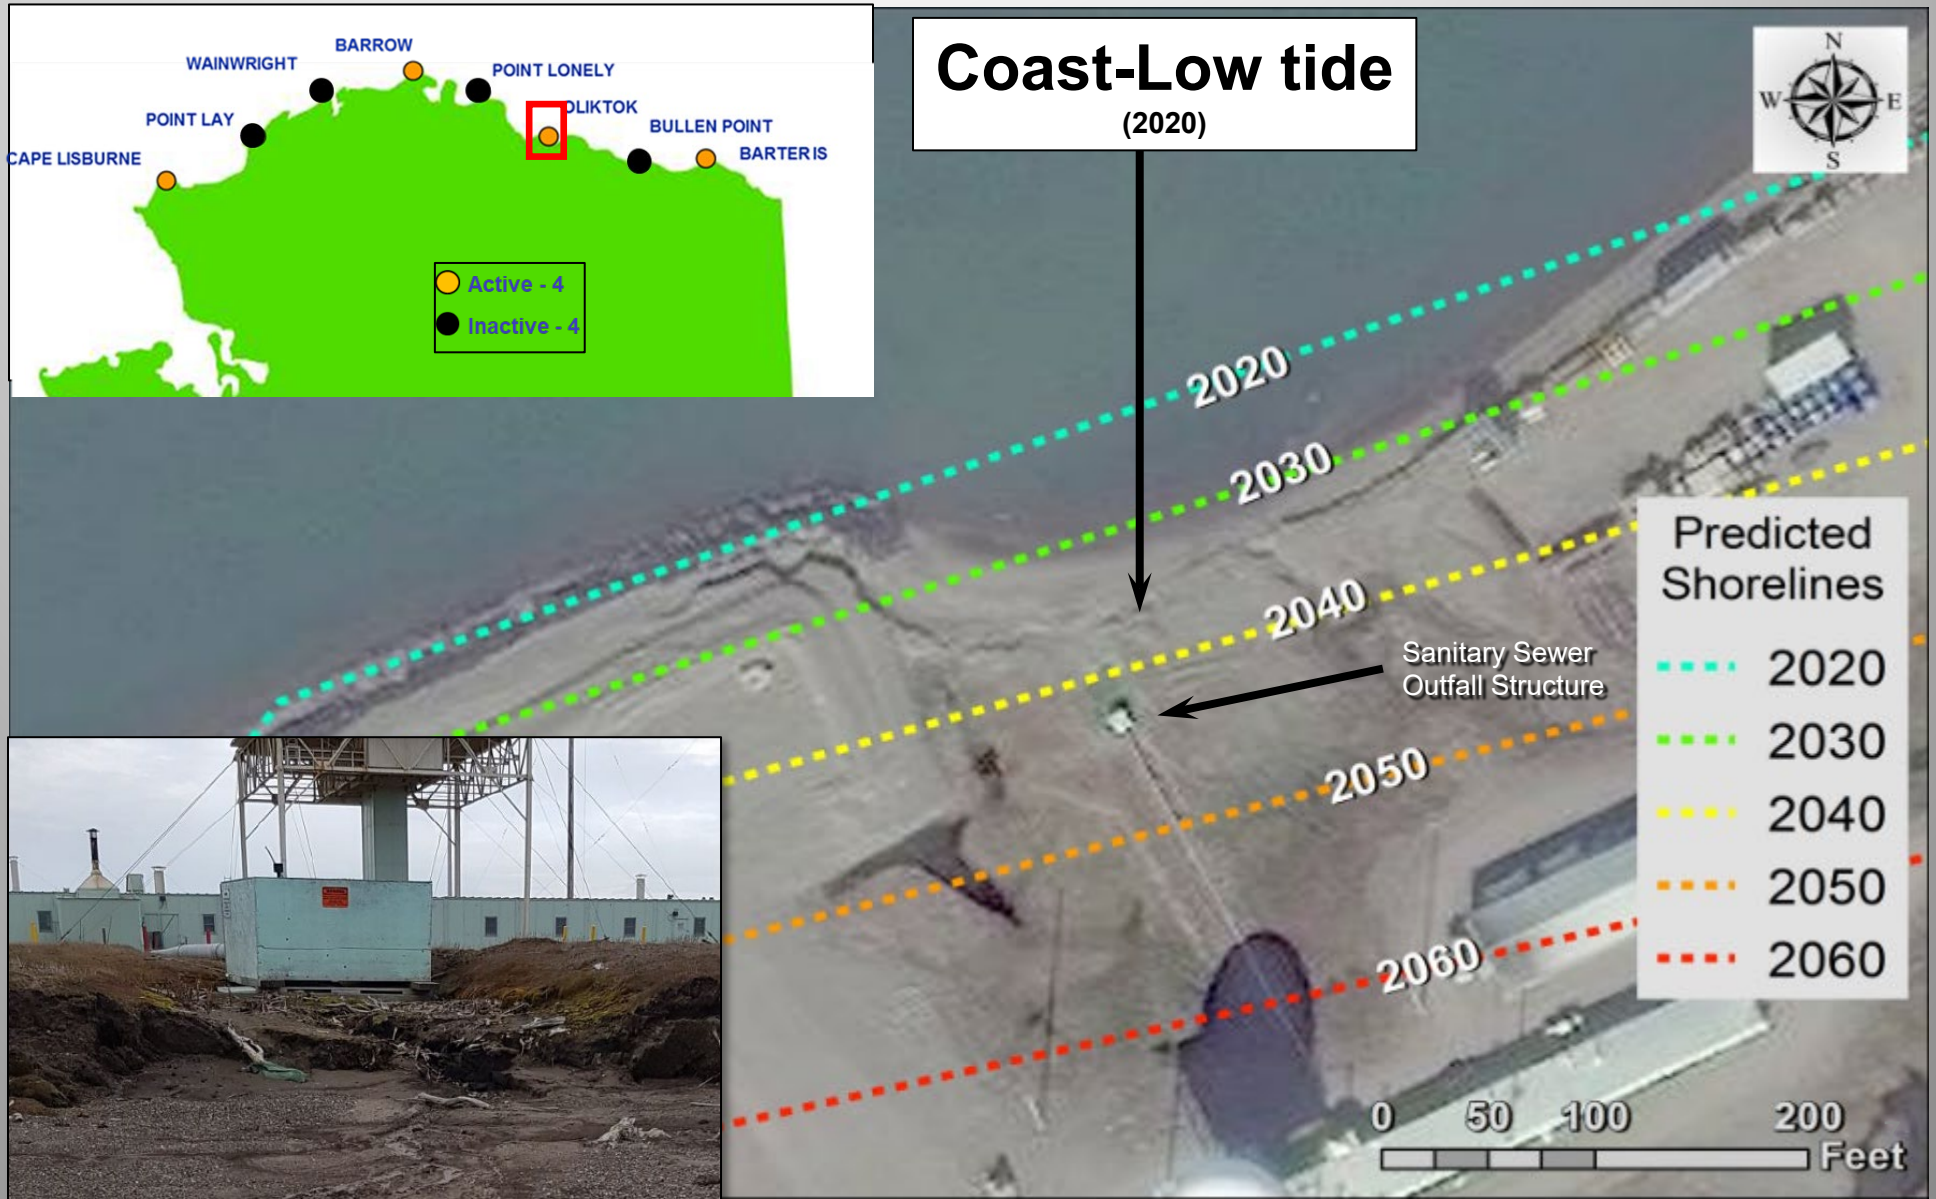 BARROW
WAINWRIGHT
POINT LONELY
POINT LAY
OLIKTOK
BULLEN POINT
CAPE LISBURNE
BARTER IS
Active - 4
Inactive - 4
Coast-Low tide
(2020)
N
W E
S
2020
2030
2040
Sanitary Sewer
Outfall Structure
2050
2060
Predicted
Shorelines
2020
2030
2040
2050
2060
0 50 100 200
Feet